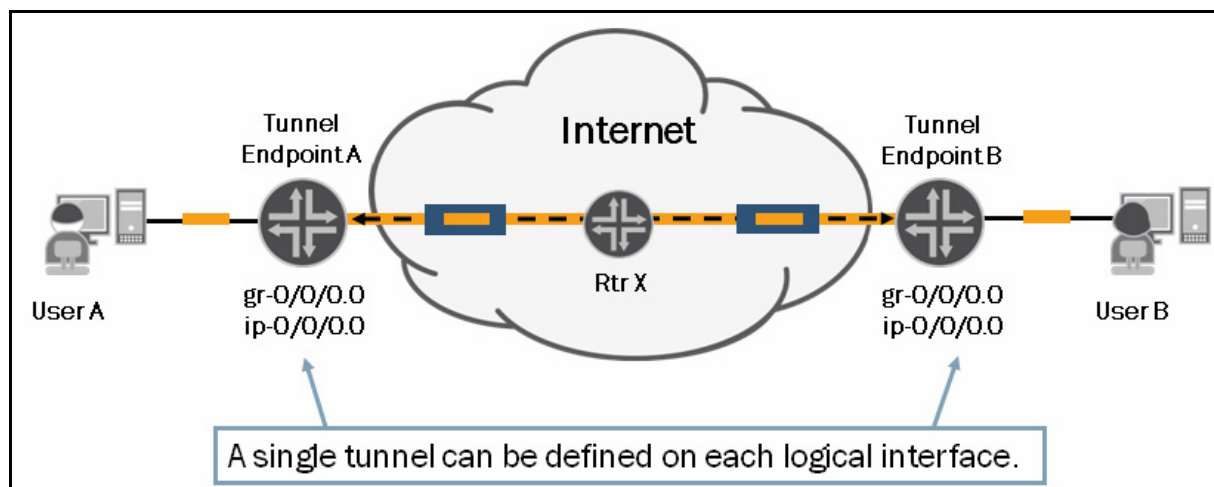 Internet
Tunnel
Endpoint A
Tunnel
Endpoint B
User A
gr-0/0/0.0
ip-0/0/0.0
Rtr X
gr-0/0/0.0
ip-0/0/0.0
User B
A single tunnel can be defined on each logical interface.